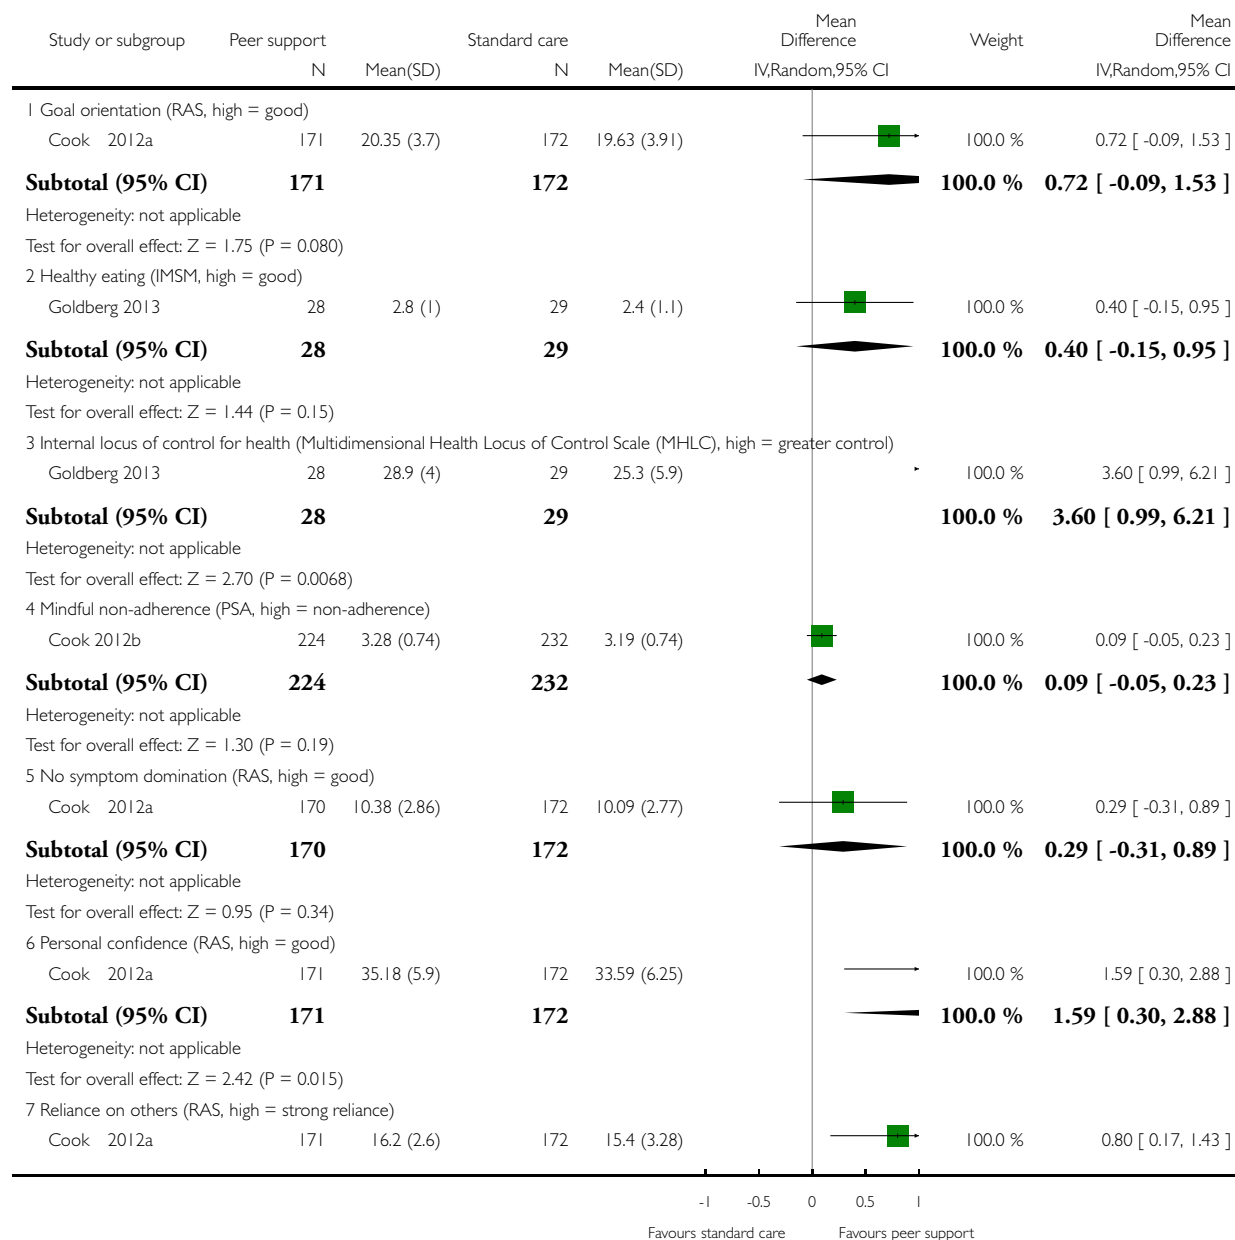 Study or subgroup Peer support Standard care Mean Difference Weight Mean Difference
N Mean(SD) N Mean(SD) IV,Random,95% CI IV,Random,95% CI
1 Goal orientation (RAS, high = good)
Cook 2012a 171 20.35 (3.7) 172 19.63 (3.91) 100.0 % 0.72 [ -0.09, 1.53 ]
Subtotal (95% CI) 171 172 100.0 % 0.72 [ -0.09, 1.53 ]
Heterogeneity: not applicable
Test for overall effect: Z = 1.75 (P = 0.080)
2 Healthy eating (IMSM, high = good)
Goldberg 2013 28 2.8 (1) 29 2.4 (1.1) 100.0 % 0.40 [ -0.15, 0.95 ]
Subtotal (95% CI) 28 29 100.0 % 0.40 [ -0.15, 0.95 ]
Heterogeneity: not applicable
Test for overall effect: Z = 1.44 (P = 0.15)
3 Internal locus of control for health (Multidimensional Health Locus of Control Scale (MHLC), high = greater control)
Goldberg 2013 28 28.9 (4) 29 25.3 (5.9) 100.0 % 3.60 [ 0.99, 6.21 ]
Subtotal (95% CI) 28 29 100.0 % 3.60 [ 0.99, 6.21 ]
Heterogeneity: not applicable
Test for overall effect: Z = 2.70 (P = 0.0068)
4 Mindful non-adherence (PSA, high = non-adherence)
Cook 2012b 224 3.28 (0.74) 232 3.19 (0.74) 100.0 % 0.09 [ -0.05, 0.23 ]
Subtotal (95% CI) 224 232 100.0 % 0.09 [ -0.05, 0.23 ]
Heterogeneity: not applicable
Test for overall effect: Z = 1.30 (P = 0.19)
5 No symptom domination (RAS, high = good)
Cook 2012a 170 10.38 (2.86) 172 10.09 (2.77) 100.0 % 0.29 [ -0.31, 0.89 ]
Subtotal (95% CI) 170 172 100.0 % 0.29 [ -0.31, 0.89 ]
Heterogeneity: not applicable
Test for overall effect: Z = 0.95 (P = 0.34)
6 Personal confidence (RAS, high = good)
Cook 2012a 171 35.18 (5.9) 172 33.59 (6.25) 100.0 % 1.59 [ 0.30, 2.88 ]
Subtotal (95% CI) 171 172 100.0 % 1.59 [ 0.30, 2.88 ]
Heterogeneity: not applicable
Test for overall effect: Z = 2.42 (P = 0.015)
7 Reliance on others (RAS, high = strong reliance)
Cook 2012a 171 16.2 (2.6) 172 15.4 (3.28) 100.0 % 0.80 [ 0.17, 1.43 ]
-1 -0.5 0 0.5 1
Favours standard care Favours peer support